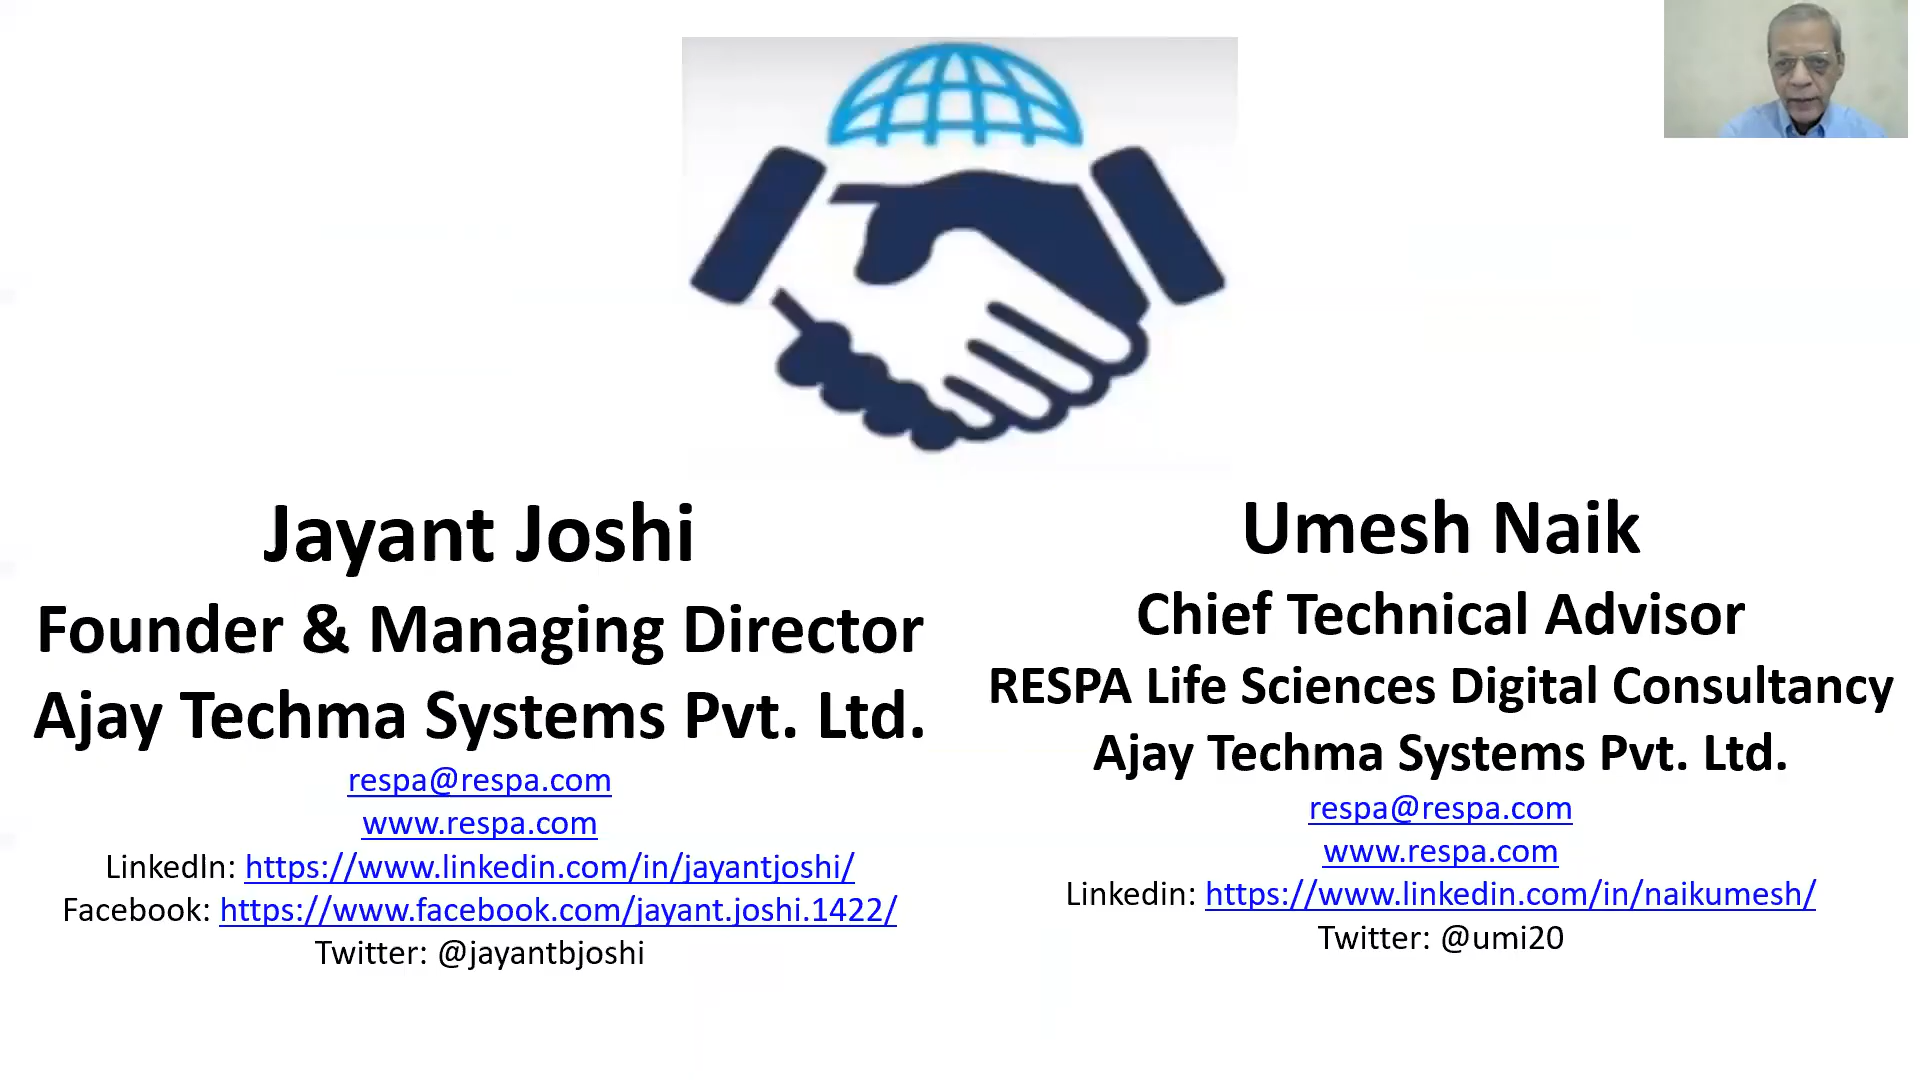 Jayant Joshi
Founder & Managing Director
Ajay Techma Systems Pvt. Ltd.
respa@respa.com
www.respa.com
LinkedIn: https://www.linkedin.com/in/jayantjoshi/
Facebook: https://www.facebook.com/jayant.joshi.1422/
Twitter: @jayantbjoshi
Umesh Naik
Chief Technical Advisor
RESPA Life Sciences Digital Consultancy
Ajay Techma Systems Pvt. Ltd.
respa@respa.com
www.respa.com
Linkedin: https://www.linkedin.com/in/naikumesh/
Twitter: @umi20